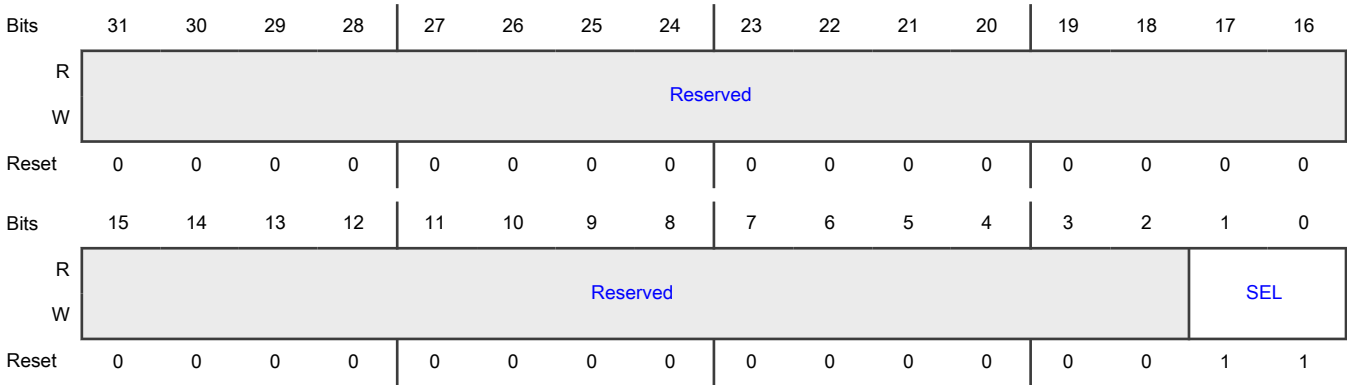 Bits 31 30 29 28 27 26 25 24 23 22 21 20 19 18 17 16
R
Reserved
W
Reset 0 0 0 0 0 0 0 0 0 0 0 0 0 0 0 0
Bits 15 14 13 12 11 10 9 8 7 6 5 4 3 2 1 0
R
Reserved SEL
W
Reset 0 0 0 0 0 0 0 0 0 0 0 0 0 0 1 1